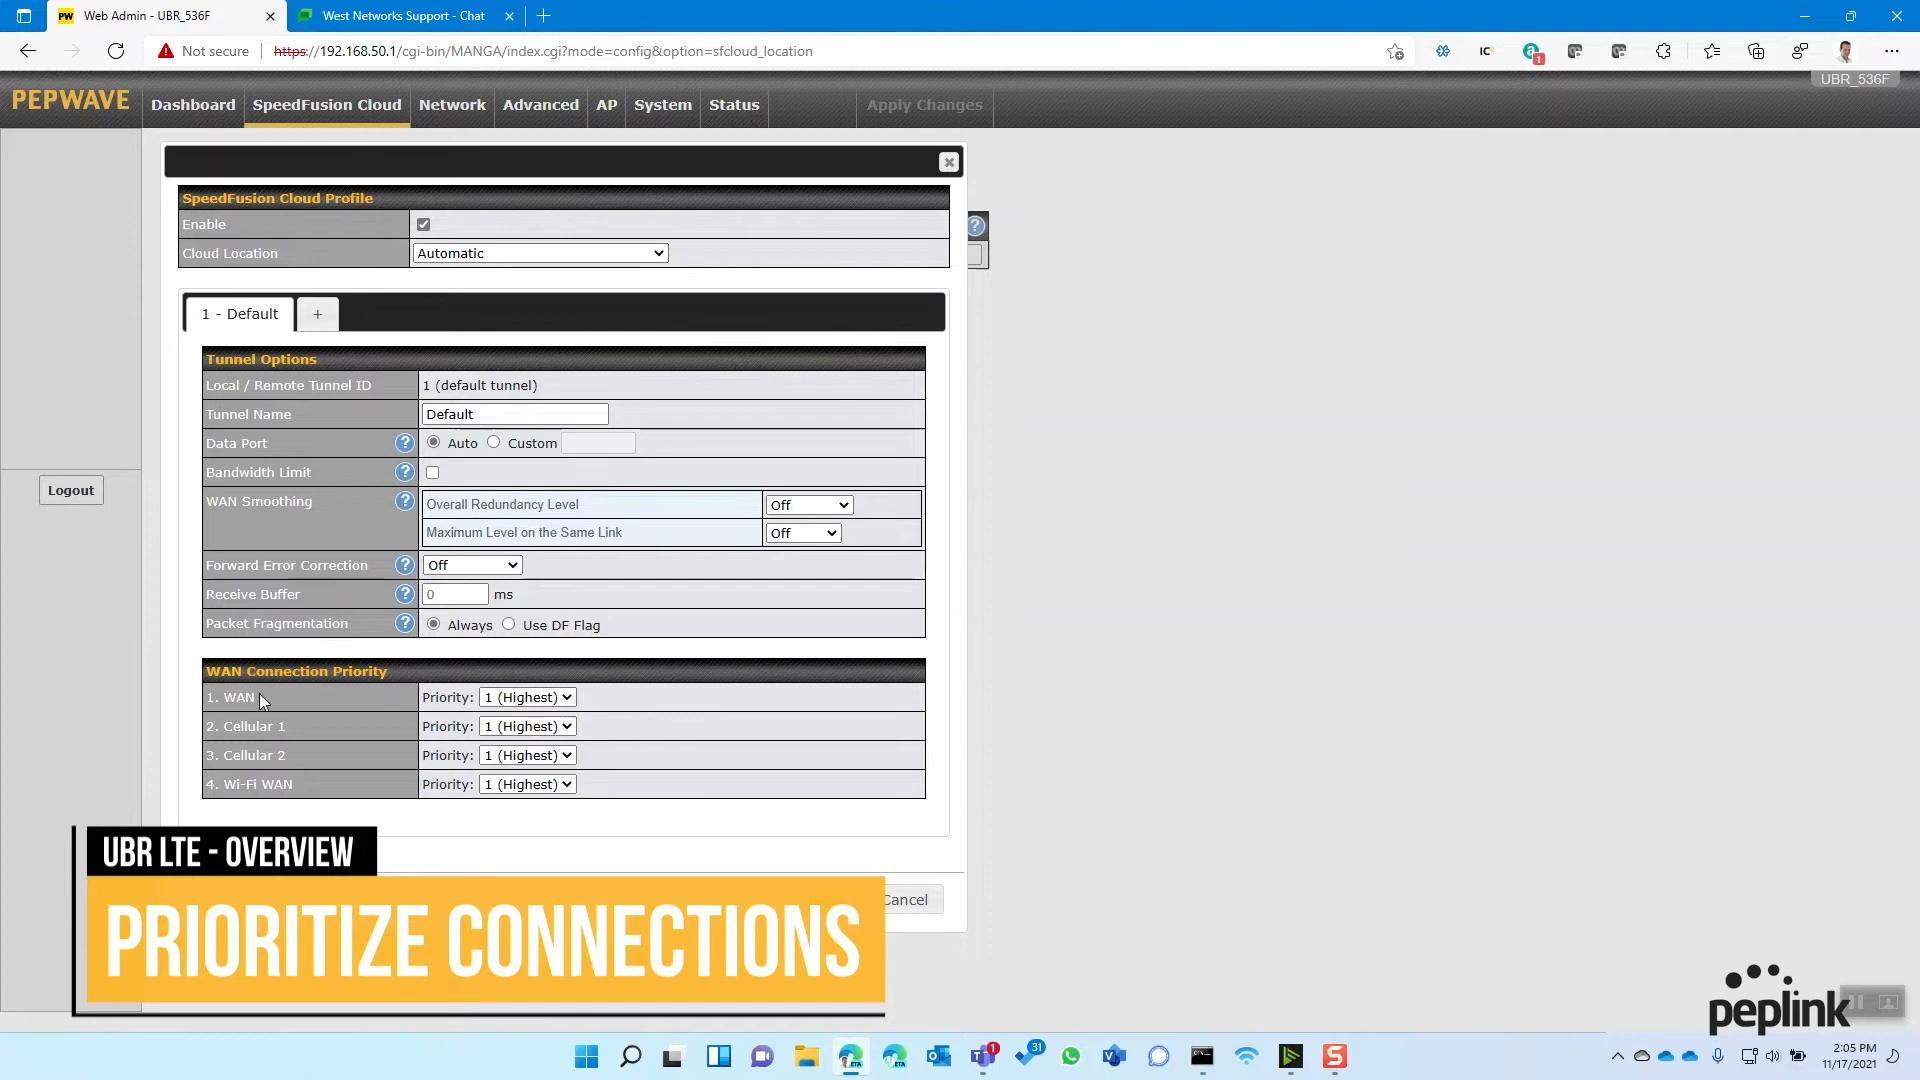 Web Admin - UBR_536F
West Networks Support - Chat
Not secure
https://192.168.50.1/cgi-bin/MANGA/index.cgi?mode=config&option=sfcloud_location
IC
1
UBR_536F
PEPWAVE
Dashboard
SpeedFusion Cloud
Network
Advanced
AP
System
Status
Apply Changes
SpeedFusion Cloud Profile
Enable
Cloud Location Automatic
1 - Default +
Tunnel Options
Local / Remote Tunnel ID 1 (default tunnel)
Tunnel Name Default
Data Port ? Auto Custom
Bandwidth Limit ?
WAN Smoothing ? Overall Redundancy Level Off
Maximum Level on the Same Link Off
Forward Error Correction ? Off
Receive Buffer ? 0 ms
Packet Fragmentation ? Always Use DF Flag
WAN Connection Priority
1. WAN Priority: 1 (Highest)
2. Cellular 1 Priority: 1 (Highest)
3. Cellular 2 Priority: 1 (Highest)
4. Wi-Fi WAN Priority: 1 (Highest)
Cancel
Logout
?
UBR LTE - OVERVIEW
PRIORITIZE CONNECTIONS
peplink
1
31
2:05 PM
11/17/2021